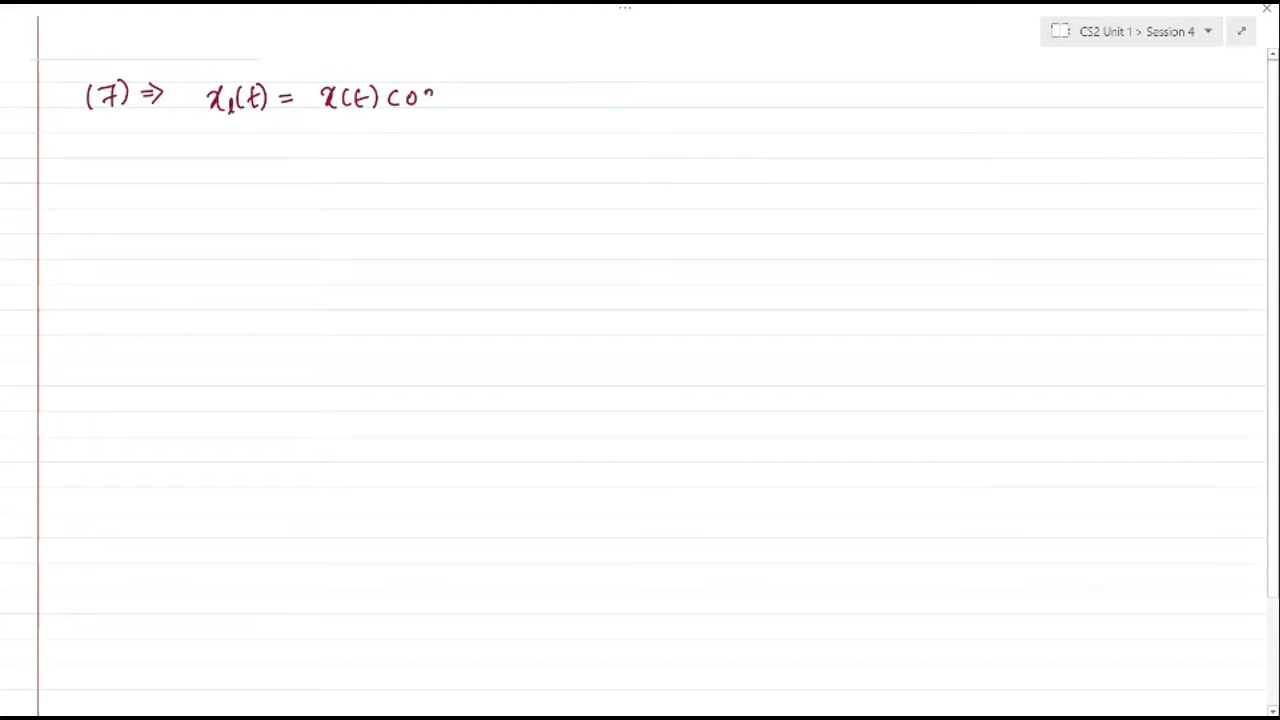 CS2 Unit 1 > Session 4
(7) ⇒ x₁(t) = x(t) co